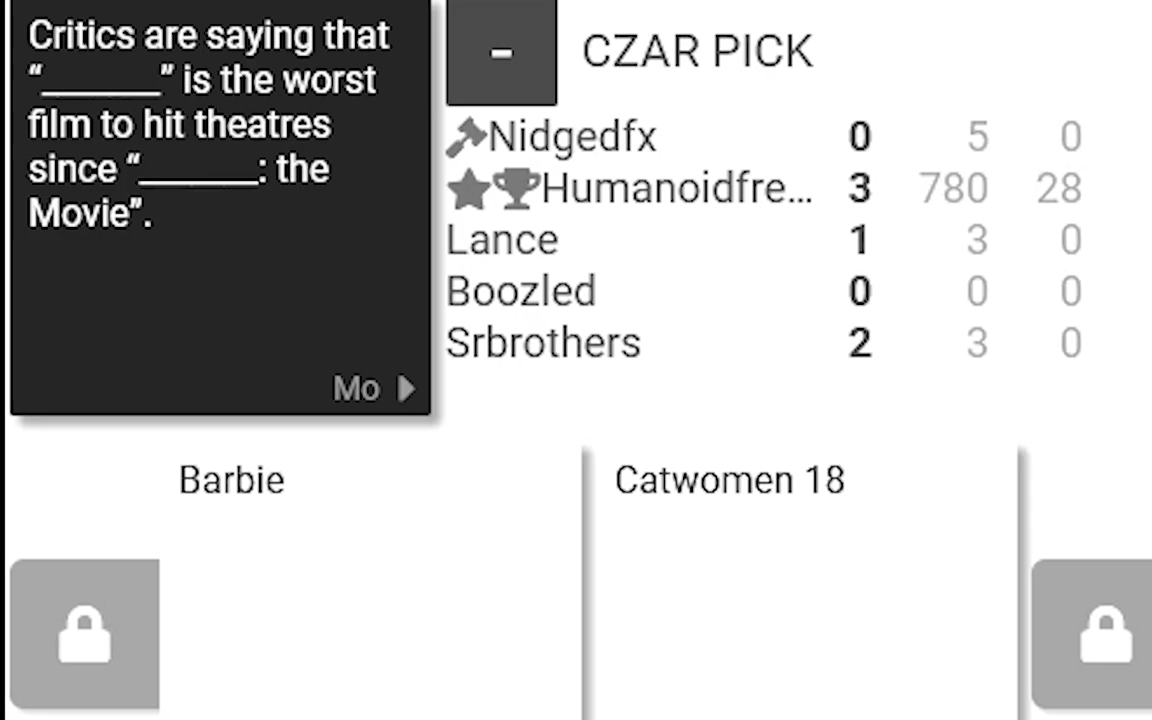 Critics are saying that
“______” is the worst
film to hit theatres
since “______: the
Movie”.
Mo
-
CZAR PICK
Nidgedfx 0 5 0
Humanoidfre... 3 780 28
Lance 1 3 0
Boozled 0 0 0
Srbrothers 2 3 0
Barbie
Catwomen 18